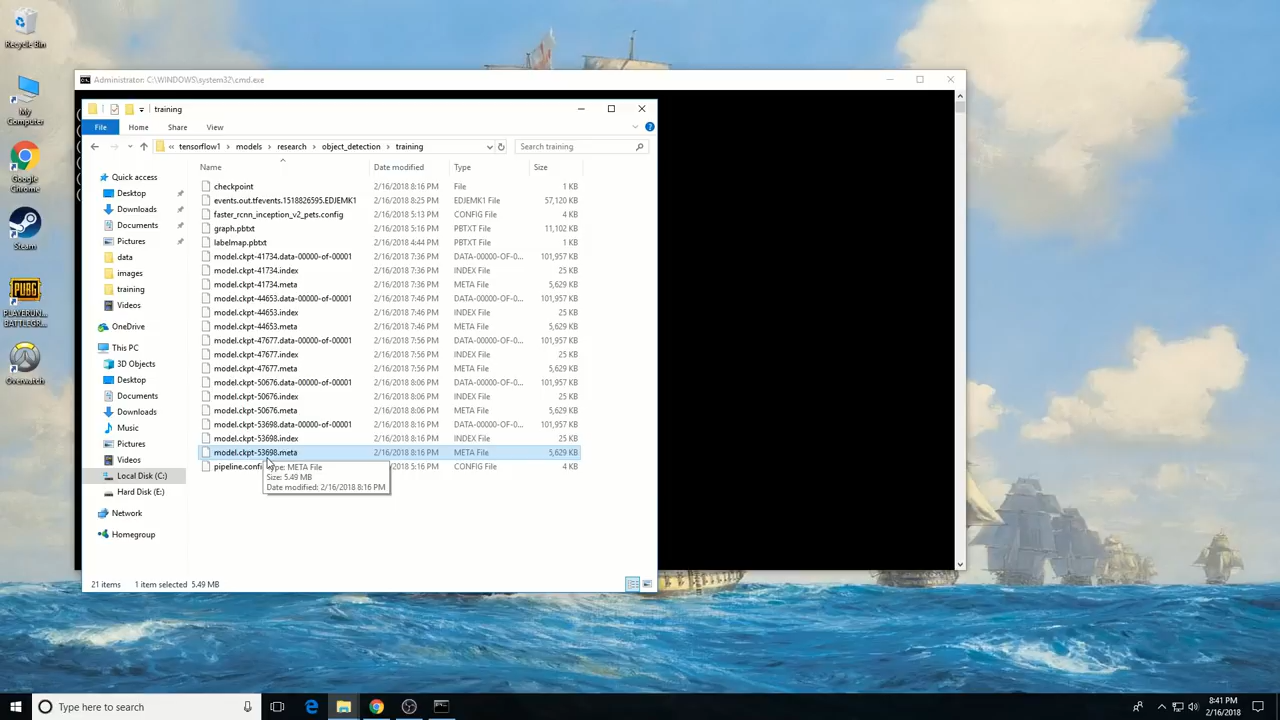 Recycle Bin
My
Computer
Google
Chrome
Steam
PLAYERUN...
BATTLEGR...
Overwatch
Administrator: C:\WINDOWS\system32\cmd.exe
training
File Home Share View
tensorflow1 models research object_detection training
Search training
Name Date modified Type Size
Quick access
Desktop
Downloads
Documents
Pictures
data
images
training
Videos
OneDrive
This PC
3D Objects
Desktop
Documents
Downloads
Music
Pictures
Videos
Local Disk (C:)
Hard Disk (E:)
Network
Homegroup
checkpoint 2/16/2018 8:16 PM File 1 KB
events.out.tfevents.1518826595.EDJEMK1 2/16/2018 8:25 PM EDJEMK1 File 57,120 KB
faster_rcnn_inception_v2_pets.config 2/16/2018 5:13 PM CONFIG File 4 KB
graph.pbtxt 2/16/2018 5:16 PM PBTXT File 11,102 KB
labelmap.pbtxt 2/16/2018 4:44 PM PBTXT File 1 KB
model.ckpt-41734.data-00000-of-00001 2/16/2018 7:36 PM DATA-00000-OF-0... 101,957 KB
model.ckpt-41734.index 2/16/2018 7:36 PM INDEX File 25 KB
model.ckpt-41734.meta 2/16/2018 7:36 PM META File 5,629 KB
model.ckpt-44653.data-00000-of-00001 2/16/2018 7:46 PM DATA-00000-OF-0... 101,957 KB
model.ckpt-44653.index 2/16/2018 7:46 PM INDEX File 25 KB
model.ckpt-44653.meta 2/16/2018 7:46 PM META File 5,629 KB
model.ckpt-47677.data-00000-of-00001 2/16/2018 7:56 PM DATA-00000-OF-0... 101,957 KB
model.ckpt-47677.index 2/16/2018 7:56 PM INDEX File 25 KB
model.ckpt-47677.meta 2/16/2018 7:56 PM META File 5,629 KB
model.ckpt-50676.data-00000-of-00001 2/16/2018 8:06 PM DATA-00000-OF-0... 101,957 KB
model.ckpt-50676.index 2/16/2018 8:06 PM INDEX File 25 KB
model.ckpt-50676.meta 2/16/2018 8:06 PM META File 5,629 KB
model.ckpt-53698.data-00000-of-00001 2/16/2018 8:16 PM DATA-00000-OF-0... 101,957 KB
model.ckpt-53698.index 2/16/2018 8:16 PM INDEX File 25 KB
model.ckpt-53698.meta 2/16/2018 8:16 PM META File 5,629 KB
pipeline.confi 2/16/2018 5:16 PM CONFIG File 4 KB
ype: META File
Size: 5.49 MB
Date modified: 2/16/2018 8:16 PM
21 items 1 item selected 5.49 MB
Type here to search
8:41 PM
2/16/2018